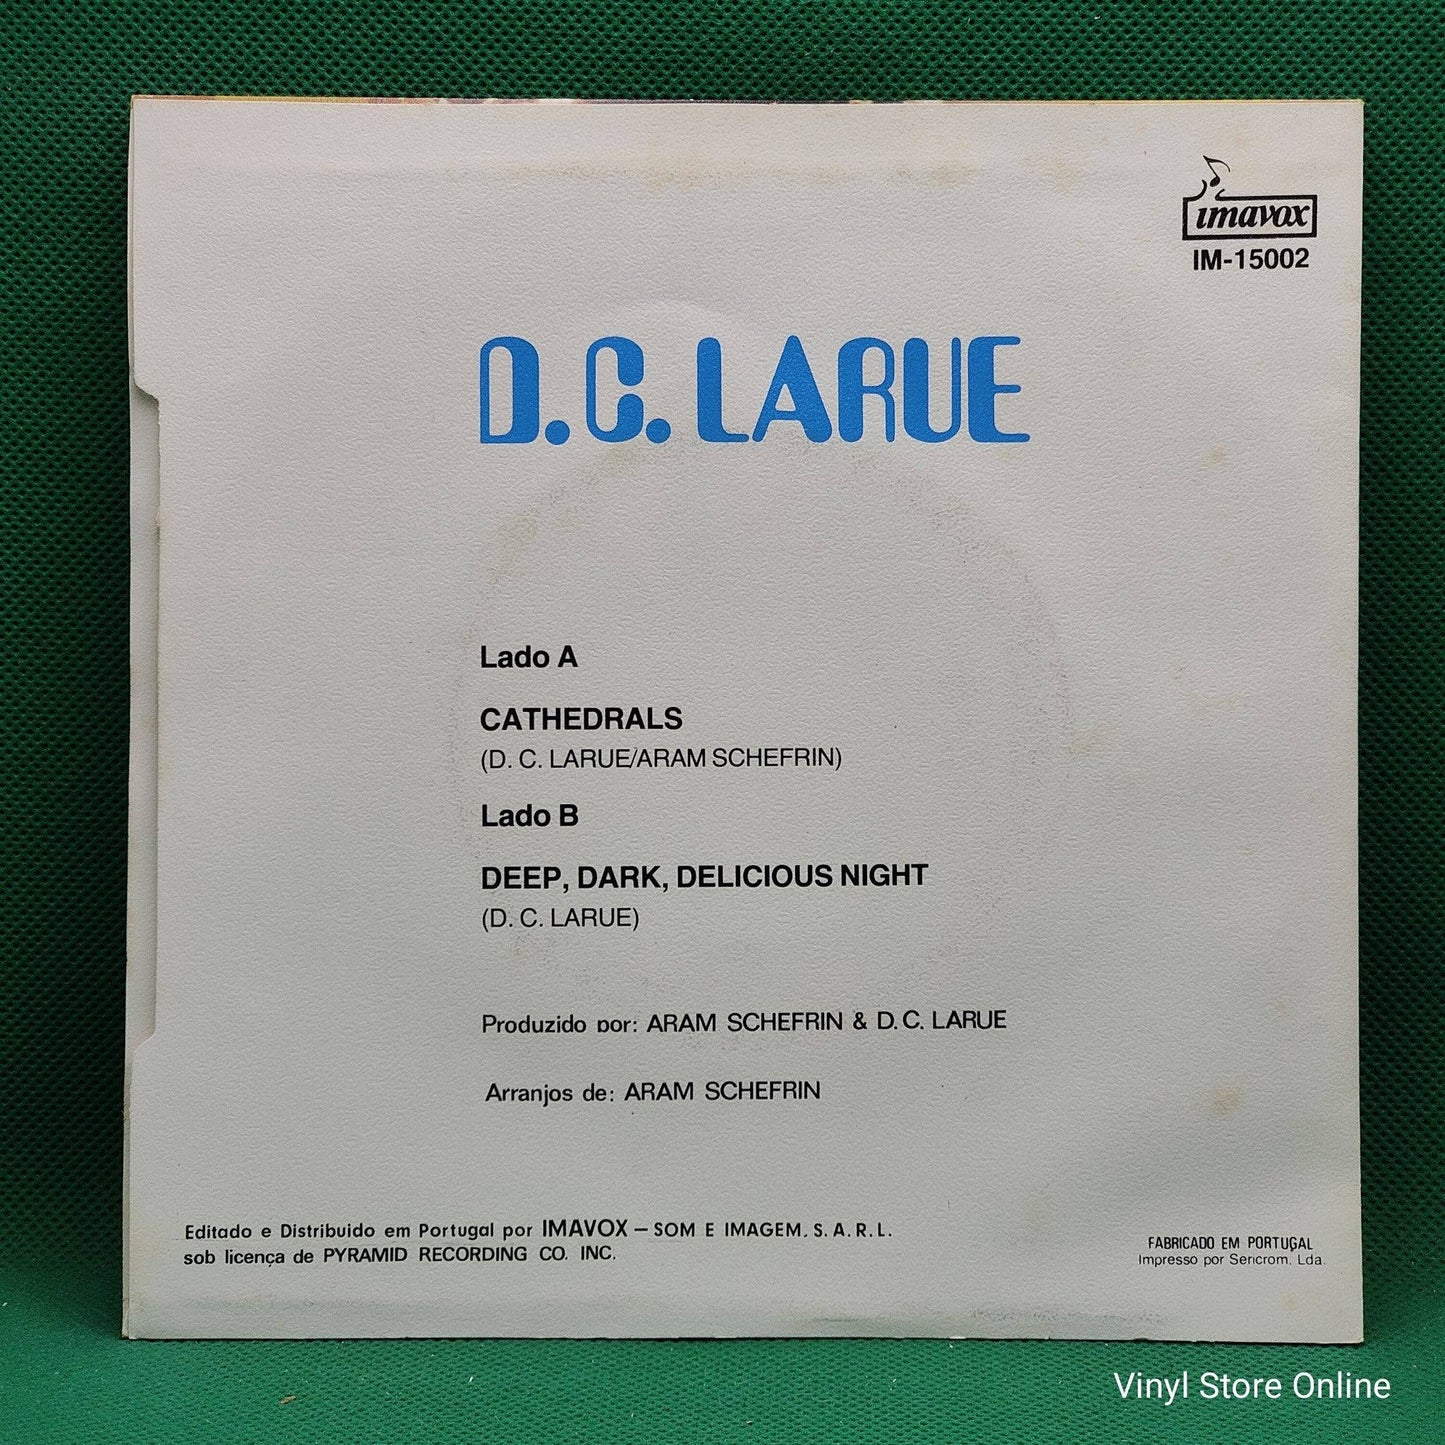 imavox
IM-15002
D.C. LARUE
Lado A
CATHEDRALS
(D. C. LARUE/ARAM SCHEFRIN)
Lado B
DEEP, DARK, DELICIOUS NIGHT
(D. C. LARUE)
Produzido por: ARAM SCHEFRIN & D. C. LARUE
Arranjos de: ARAM SCHEFRIN
Editado e Distribuido em Portugal por IMAVOX – SOM E IMAGEM, S. A. R. L.
sob licença de PYRAMID RECORDING CO. INC.
FABRICADO EM PORTUGAL
Impresso por Sericrom, Lda.
Vinyl Store Online